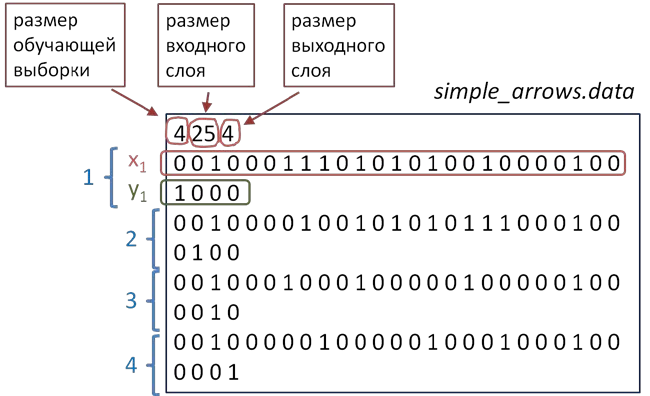 размер
обучающей
выборки
размер
входного
слоя
размер
выходного
слоя
simple_arrows.data
4 25 4
1
x1 0 0 1 0 0 0 1 1 1 0 1 0 1 0 1 0 0 1 0 0 0 0 1 0 0
y1 1 0 0 0
2
0 0 1 0 0 0 0 1 0 0 1 0 1 0 1 0 1 1 1 0 0 0 1 0 0
0 1 0 0
3
0 0 1 0 0 0 1 0 0 0 1 0 0 0 0 0 1 0 0 0 0 0 1 0 0
0 0 1 0
4
0 0 1 0 0 0 0 0 1 0 0 0 0 0 1 0 0 0 1 0 0 0 1 0 0
0 0 0 1